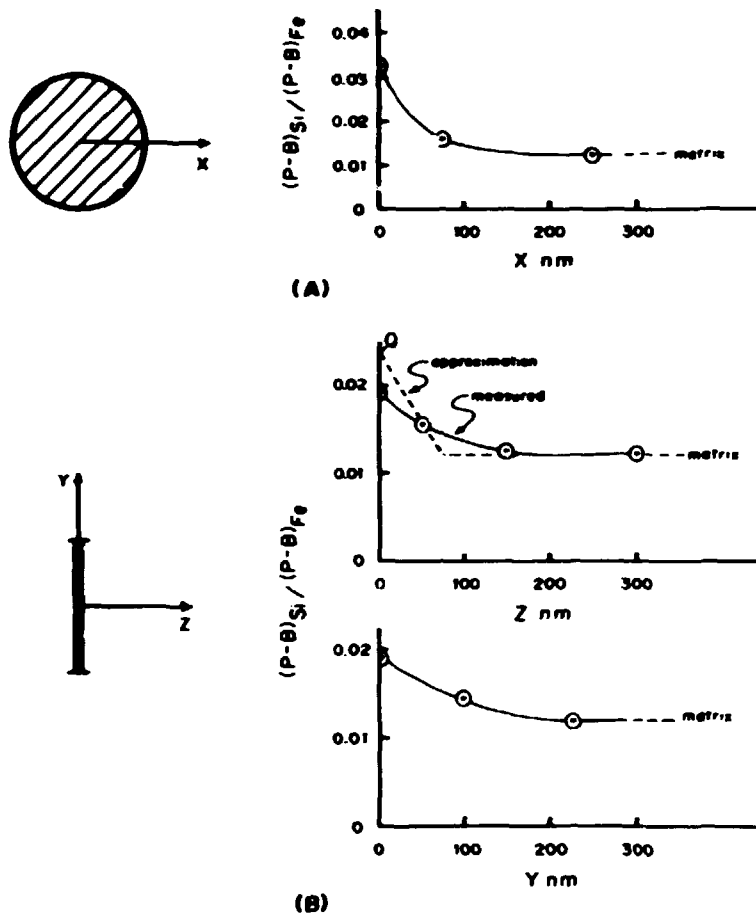 (P-B)Si/(P-B)Fe
0.04
0.03
0.02
0.01
0
matrix
0 100 200 300
X nm
X
(A)
Q
approximation
measured
0.02
0.01
0
matrix
0 100 200 300
Z nm
Y
Z
(P-B)Si/(P-B)Fe
0.02
0.01
0
matrix
0 100 200 300
Y nm
(B)